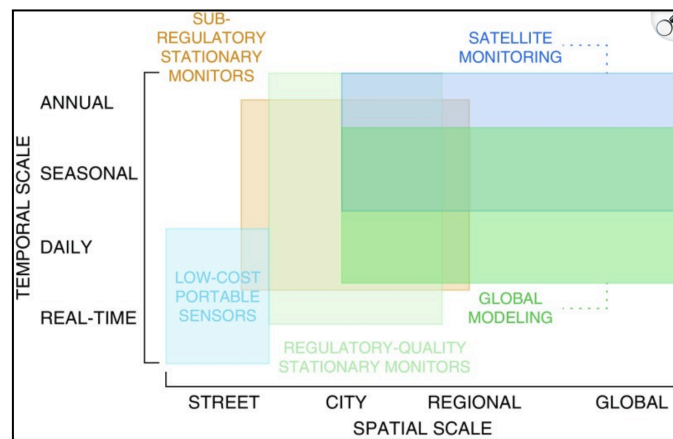 SUB-
REGULATORY
STATIONARY
MONITORS
SATELLITE
MONITORING
TEMPORAL SCALE
ANNUAL
SEASONAL
DAILY
REAL-TIME
LOW-COST
PORTABLE
SENSORS
GLOBAL
MODELING
REGULATORY-QUALITY
STATIONARY MONITORS
STREET
CITY
REGIONAL
GLOBAL
SPATIAL SCALE